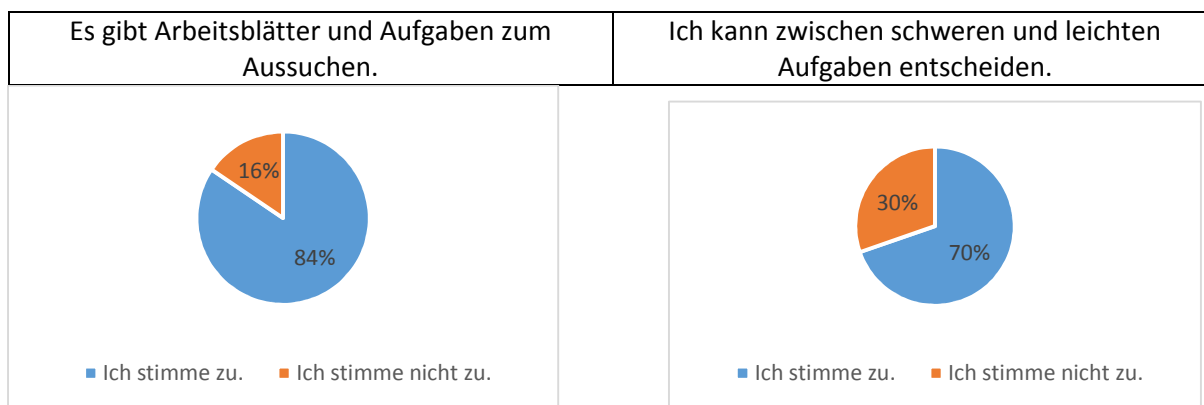 Es gibt Arbeitsblätter und Aufgaben zum
Aussuchen.
Ich kann zwischen schweren und leichten
Aufgaben entscheiden.
16%
84%
Ich stimme zu. Ich stimme nicht zu.
30%
70%
Ich stimme zu. Ich stimme nicht zu.